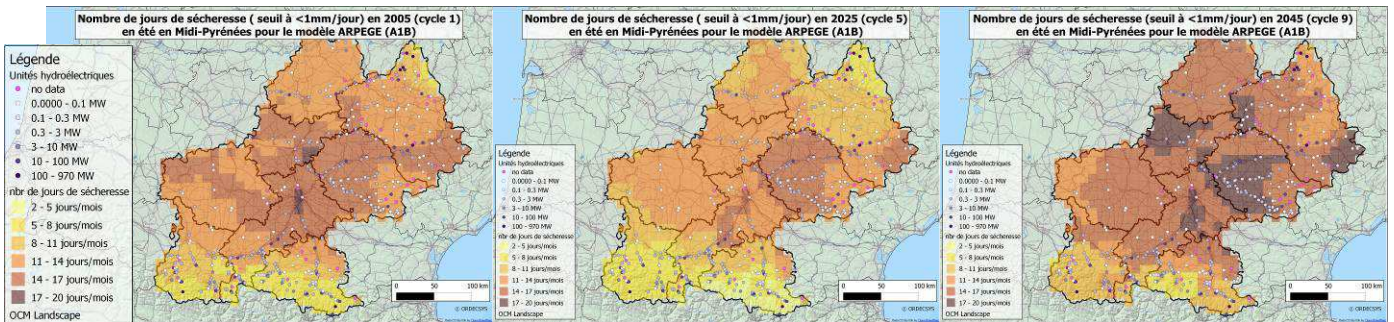 Nombre de jours de sécheresse ( seuil à <1mm/jour) en 2005 (cycle 1)
en été en Midi-Pyrénées pour le modèle ARPEGE (A1B)
Légende
Unités hydroélectriques
no data
0.0000 - 0.1 MW
0.1 - 0.3 MW
0.3 - 3 MW
3 - 10 MW
10 - 100 MW
100 - 970 MW
nbr de jours de sécheresse
2 - 5 jours/mois
5 - 8 jours/mois
8 - 11 jours/mois
11 - 14 jours/mois
14 - 17 jours/mois
17 - 20 jours/mois
OCM Landscape
0 50 100 km
© ORDECSYS
Nombre de jours de sécheresse ( seuil à <1mm/jour) en 2025 (cycle 5)
en été en Midi-Pyrénées pour le modèle ARPEGE (A1B)
Légende
Unités hydroélectriques
no data
0.0000 - 0.1 MW
0.1 - 0.3 MW
0.3 - 3 MW
3 - 10 MW
10 - 100 MW
100 - 970 MW
nbr de jours de sécheresse
2 - 5 jours/mois
5 - 8 jours/mois
8 - 11 jours/mois
11 - 14 jours/mois
14 - 17 jours/mois
17 - 20 jours/mois
OCM Landscape
0 50 100 km
© ORDECSYS
Nombre de jours de sécheresse (seuil à <1mm/jour) en 2045 (cycle 9)
en été en Midi-Pyrénées pour le modèle ARPEGE (A1B)
Légende
Unités hydroélectriques
no data
0.0000 - 0.1 MW
0.1 - 0.3 MW
0.3 - 3 MW
3 - 10 MW
10 - 100 MW
100 - 970 MW
nbr de jours de sécheresse
2 - 5 jours/mois
5 - 8 jours/mois
8 - 11 jours/mois
11 - 14 jours/mois
14 - 17 jours/mois
17 - 20 jours/mois
OCM Landscape
0 50 100 km
© ORDECSYS